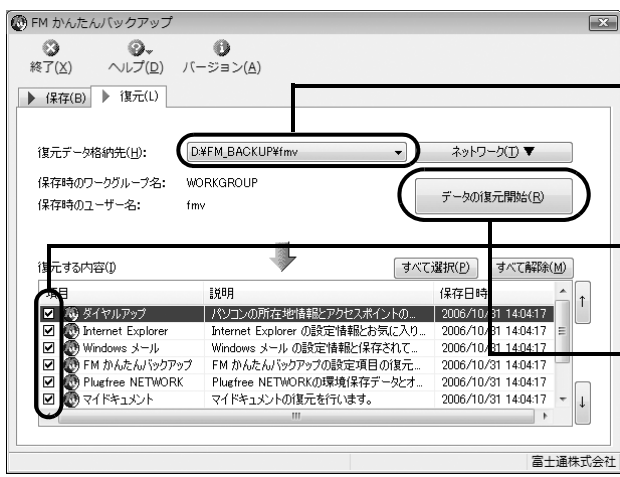 FM かんたんバックアップ
終了(X) ヘルプ(D) バージョン(A)
保存(B) 復元(L)
復元データ格納先(H): D:¥FM_BACKUP¥fmv ネットワーク(T) ▼
保存時のワークグループ名: WORKGROUP
保存時のユーザー名: fmv
データの復元開始(R)
復元する内容(I) すべて選択(P) すべて解除(M)
項目 説明 保存日時
ダイヤルアップ パソコンの所在地情報とアクセスポイントの... 2006/10/31 14:04:17
Internet Explorer Internet Explorer の設定情報とお気に入り... 2006/10/31 14:04:17
Windows メール Windows メール の設定情報と保存されて... 2006/10/31 14:04:17
FM かんたんバックアップ FM かんたんバックアップの設定項目の復元... 2006/10/31 14:04:17
Plugfree NETWORK Plugfree NETWORKの環境保存データとオ... 2006/10/31 14:04:17
マイドキュメント マイドキュメントの復元を行います。 2006/10/31 14:04:17
富士通株式会社